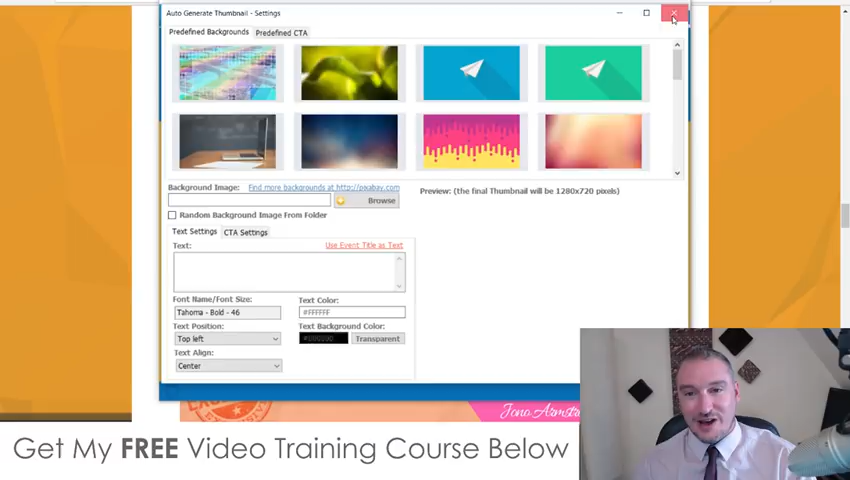 Auto Generate Thumbnail - Settings
Predefined Backgrounds
Predefined CTA
Background Image:
Find more backgrounds at http://pixabay.com
Browse
Preview: (the final Thumbnail will be 1280x720 pixels)
Random Background Image From Folder
Text Settings
CTA Settings
Text:
Use Event Title as Text
Font Name/Font Size:
Text Color:
Tahoma - Bold - 46
#FFFFFF
Text Position:
Text Background Color:
Top left
Transparent
Text Align:
Center
Get My FREE Video Training Course Below